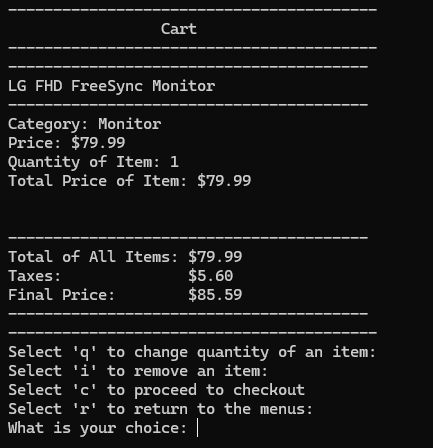 -----------------------------------------
Cart
-----------------------------------------
----------------------------------------
LG FHD FreeSync Monitor
----------------------------------------
Category: Monitor
Price: $79.99
Quantity of Item: 1
Total Price of Item: $79.99
----------------------------------------
Total of All Items: $79.99
Taxes: $5.60
Final Price: $85.59
----------------------------------------
-----------------------------------------
Select 'q' to change quantity of an item:
Select 'i' to remove an item:
Select 'c' to proceed to checkout
Select 'r' to return to the menus:
What is your choice: